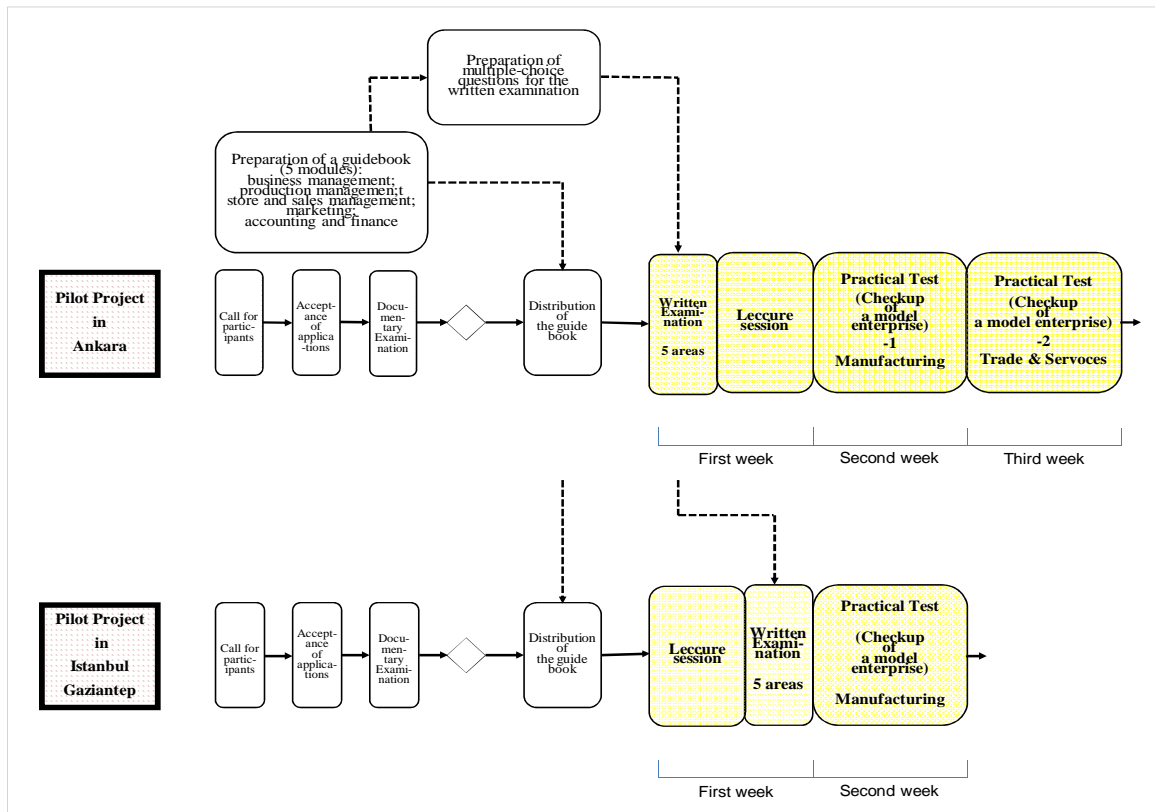 Preparation of
multiple-choice
questions for the
written examination
Preparation of a guidebook
(5 modules):
business management;
production management;t
store and sales management;
marketing;
accounting and finance
Pilot Project
in
Ankara
Call for
partic-
ipants
Accep-
tance
of
applica
-tions
Docu-
men-
tary
Exami-
nation
Distribution
of
the guide
book
Written
Exami-
nation
5 areas
Leccure
session
Practical Test
(Checkup
of
a model
enterprise)
-1
Manufacturing
Practical Test
(Checkup
of
a model enterprise)
-2
Trade & Servoces
First week
Second week
Third week
Pilot Project
in
Istanbul
Gaziantep
Call for
partic-
ipants
Accept-
ance
of
applica-
tions
Docu-
men-
tary
Exami-
nation
Distribution
of
the guide
book
Leccure
session
Written
Exami-
nation
5 areas
Practical Test
(Checkup
of
a model
enterprise)
Manufacturing
First week
Second week